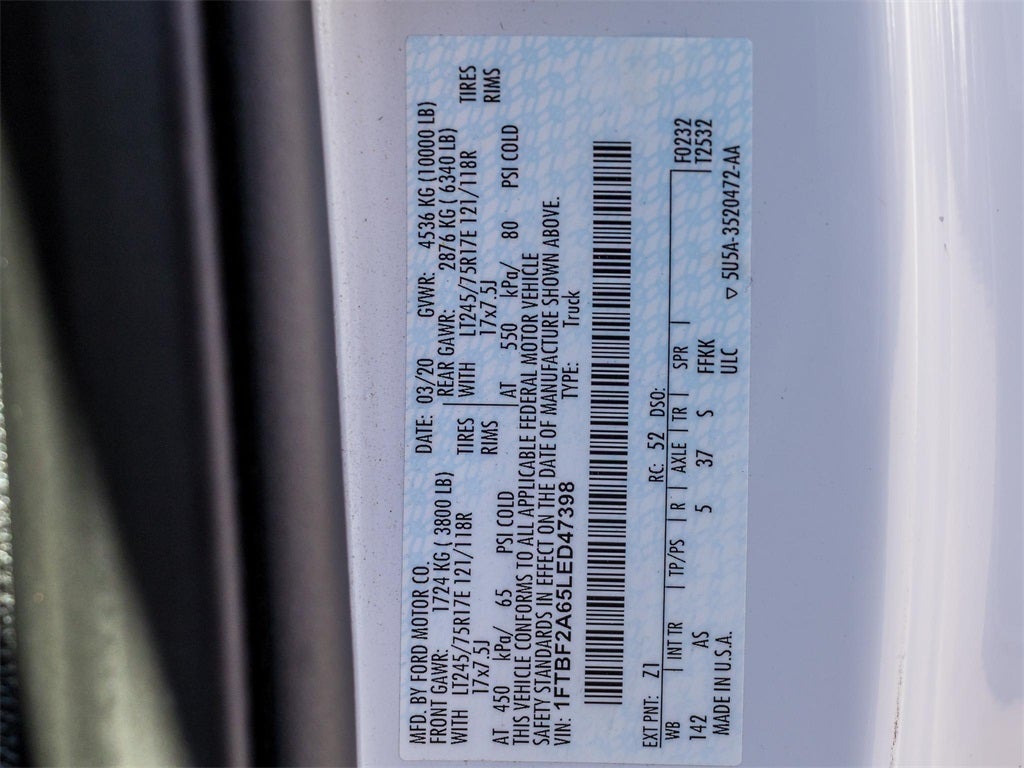 MFD. BY FORD MOTOR CO. DATE: 03/20 GVWR: 4536 KG (10000 LB)
FRONT GAWR: 1724 KG ( 3800 LB) REAR GAWR: 2876 KG ( 6340 LB)
WITH LT245/75R17E 121/118R TIRES WITH LT245/75R17E 121/118R TIRES
17x7.5J RIMS 17x7.5J RIMS
AT 450 kPa/ 65 PSI COLD AT 550 kPa/ 80 PSI COLD
THIS VEHICLE CONFORMS TO ALL APPLICABLE FEDERAL MOTOR VEHICLE
SAFETY STANDARDS IN EFFECT ON THE DATE OF MANUFACTURE SHOWN ABOVE.
VIN: 1FTBF2A65LED47398 TYPE: Truck
EXT PNT: Z1 RC: 52 DSO: F0232
WB INT TR TP/PS R AXLE TR SPR T2532
142 AS 5 37 S FFKK
MADE IN U.S.A. ULC ▽ 5U5A-3520472-AA